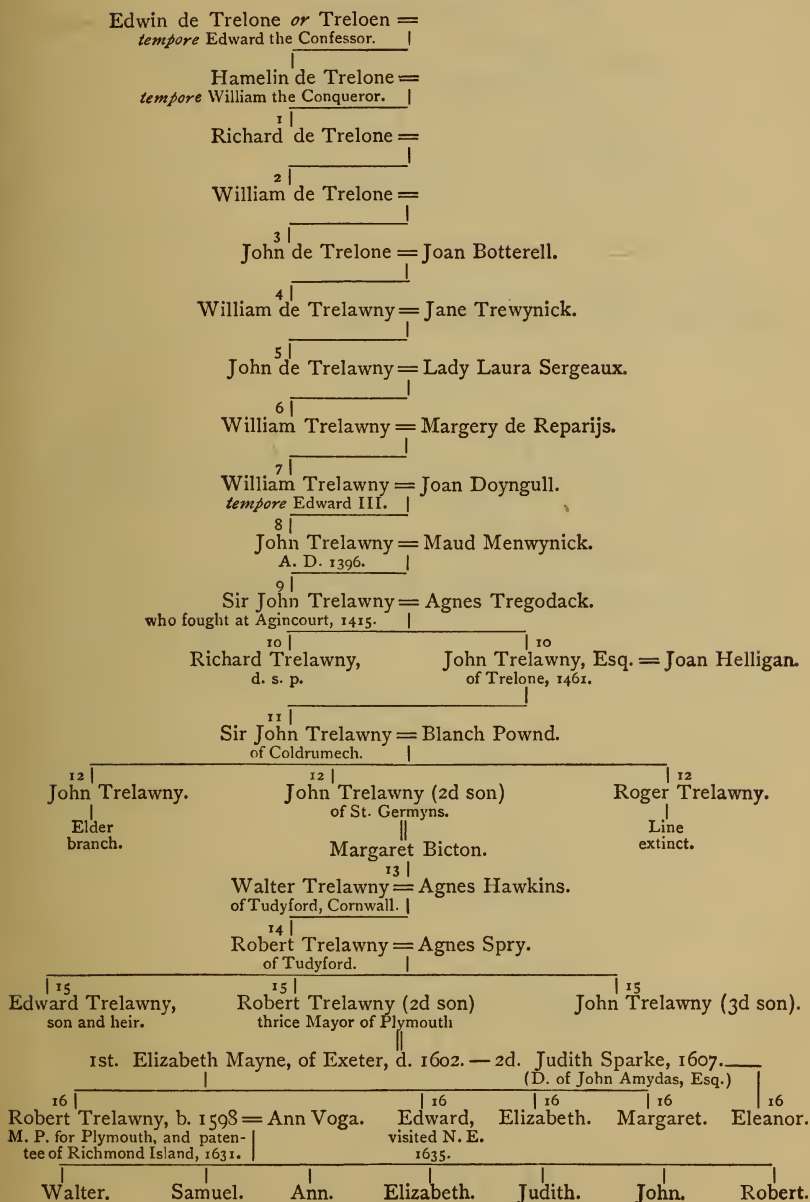 Edwin de Trelone or Treloen =
tempore Edward the Confessor.
Hamelin de Trelone =
tempore William the Conqueror.
1
Richard de Trelone =
2
William de Trelone =
3
John de Trelone = Joan Botterell.
4
William de Trelawny = Jane Trewynick.
5
John de Trelawny = Lady Laura Sergeaux.
6
William Trelawny = Margery de Reparijs.
7
William Trelawny = Joan Doyngull.
tempore Edward III.
8
John Trelawny = Maud Menwynick.
A. D. 1396.
9
Sir John Trelawny = Agnes Tregodack.
who fought at Agincourt, 1415.
10 10
Richard Trelawny, John Trelawny, Esq. = Joan Helligan.
d. s. p. of Trelone, 1461.
11
Sir John Trelawny = Blanch Pownd.
of Coldrumech.
12 12 12
John Trelawny. John Trelawny (2d son) Roger Trelawny.
of St. Germyns.
Elder Line
branch. extinct.
Margaret Bicton.
13
Walter Trelawny = Agnes Hawkins.
of Tudyford, Cornwall.
14
Robert Trelawny = Agnes Spry.
of Tudyford.
15 15 15
Edward Trelawny, Robert Trelawny (2d son) John Trelawny (3d son).
son and heir. thrice Mayor of Plymouth
1st. Elizabeth Mayne, of Exeter, d. 1602. — 2d. Judith Sparke, 1607.
(D. of John Amydas, Esq.)
16 16 16 16 16
Robert Trelawny, b. 1598 = Ann Voga. Edward, Elizabeth. Margaret. Eleanor.
M. P. for Plymouth, and paten- visited N. E.
tee of Richmond Island, 1631. 1635.
Walter. Samuel. Ann. Elizabeth. Judith. John. Robert.